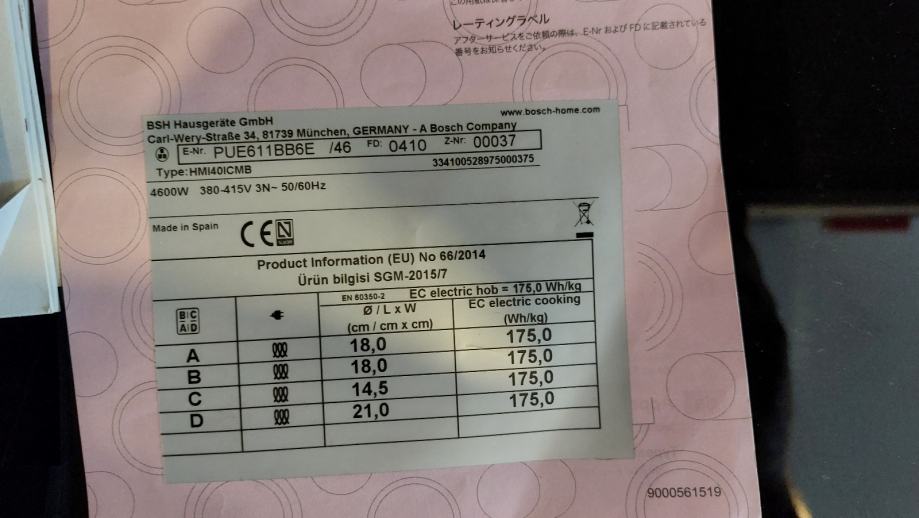 レーティングラベル
アフターサービスをご依頼の際は、E-Nr および FD に記載されている
番号をお知らせください。
www.bosch-home.com
BSH Hausgeräte GmbH
Carl-Wery-Straße 34, 81739 München, GERMANY - A Bosch Company
E-Nr. PUE611BB6E /46 FD: 0410 Z-Nr: 00037
Type:HMI40ICMB 334100528975000375
4600W 380-415V 3N~ 50/60Hz
Made in Spain CE N
Product Information (EU) No 66/2014
Ürün bilgisi SGM-2015/7
EN 60350-2 EC electric hob = 175,0 Wh/kg
B C A D Ø / L x W (cm / cm x cm) EC electric cooking (Wh/kg)
A 18,0 175,0
B 18,0 175,0
C 14,5 175,0
D 21,0 175,0
9000561519